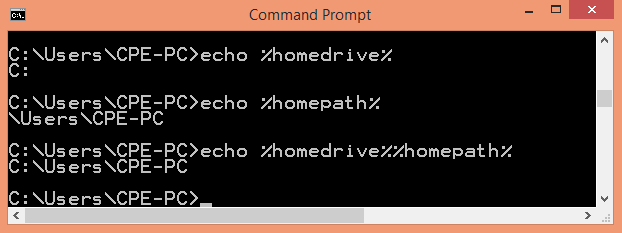 Command Prompt
C:\Users\CPE-PC>echo %homedrive%
C:
C:\Users\CPE-PC>echo %homepath%
\Users\CPE-PC
C:\Users\CPE-PC>echo %homedrive%%homepath%
C:\Users\CPE-PC
C:\Users\CPE-PC>_